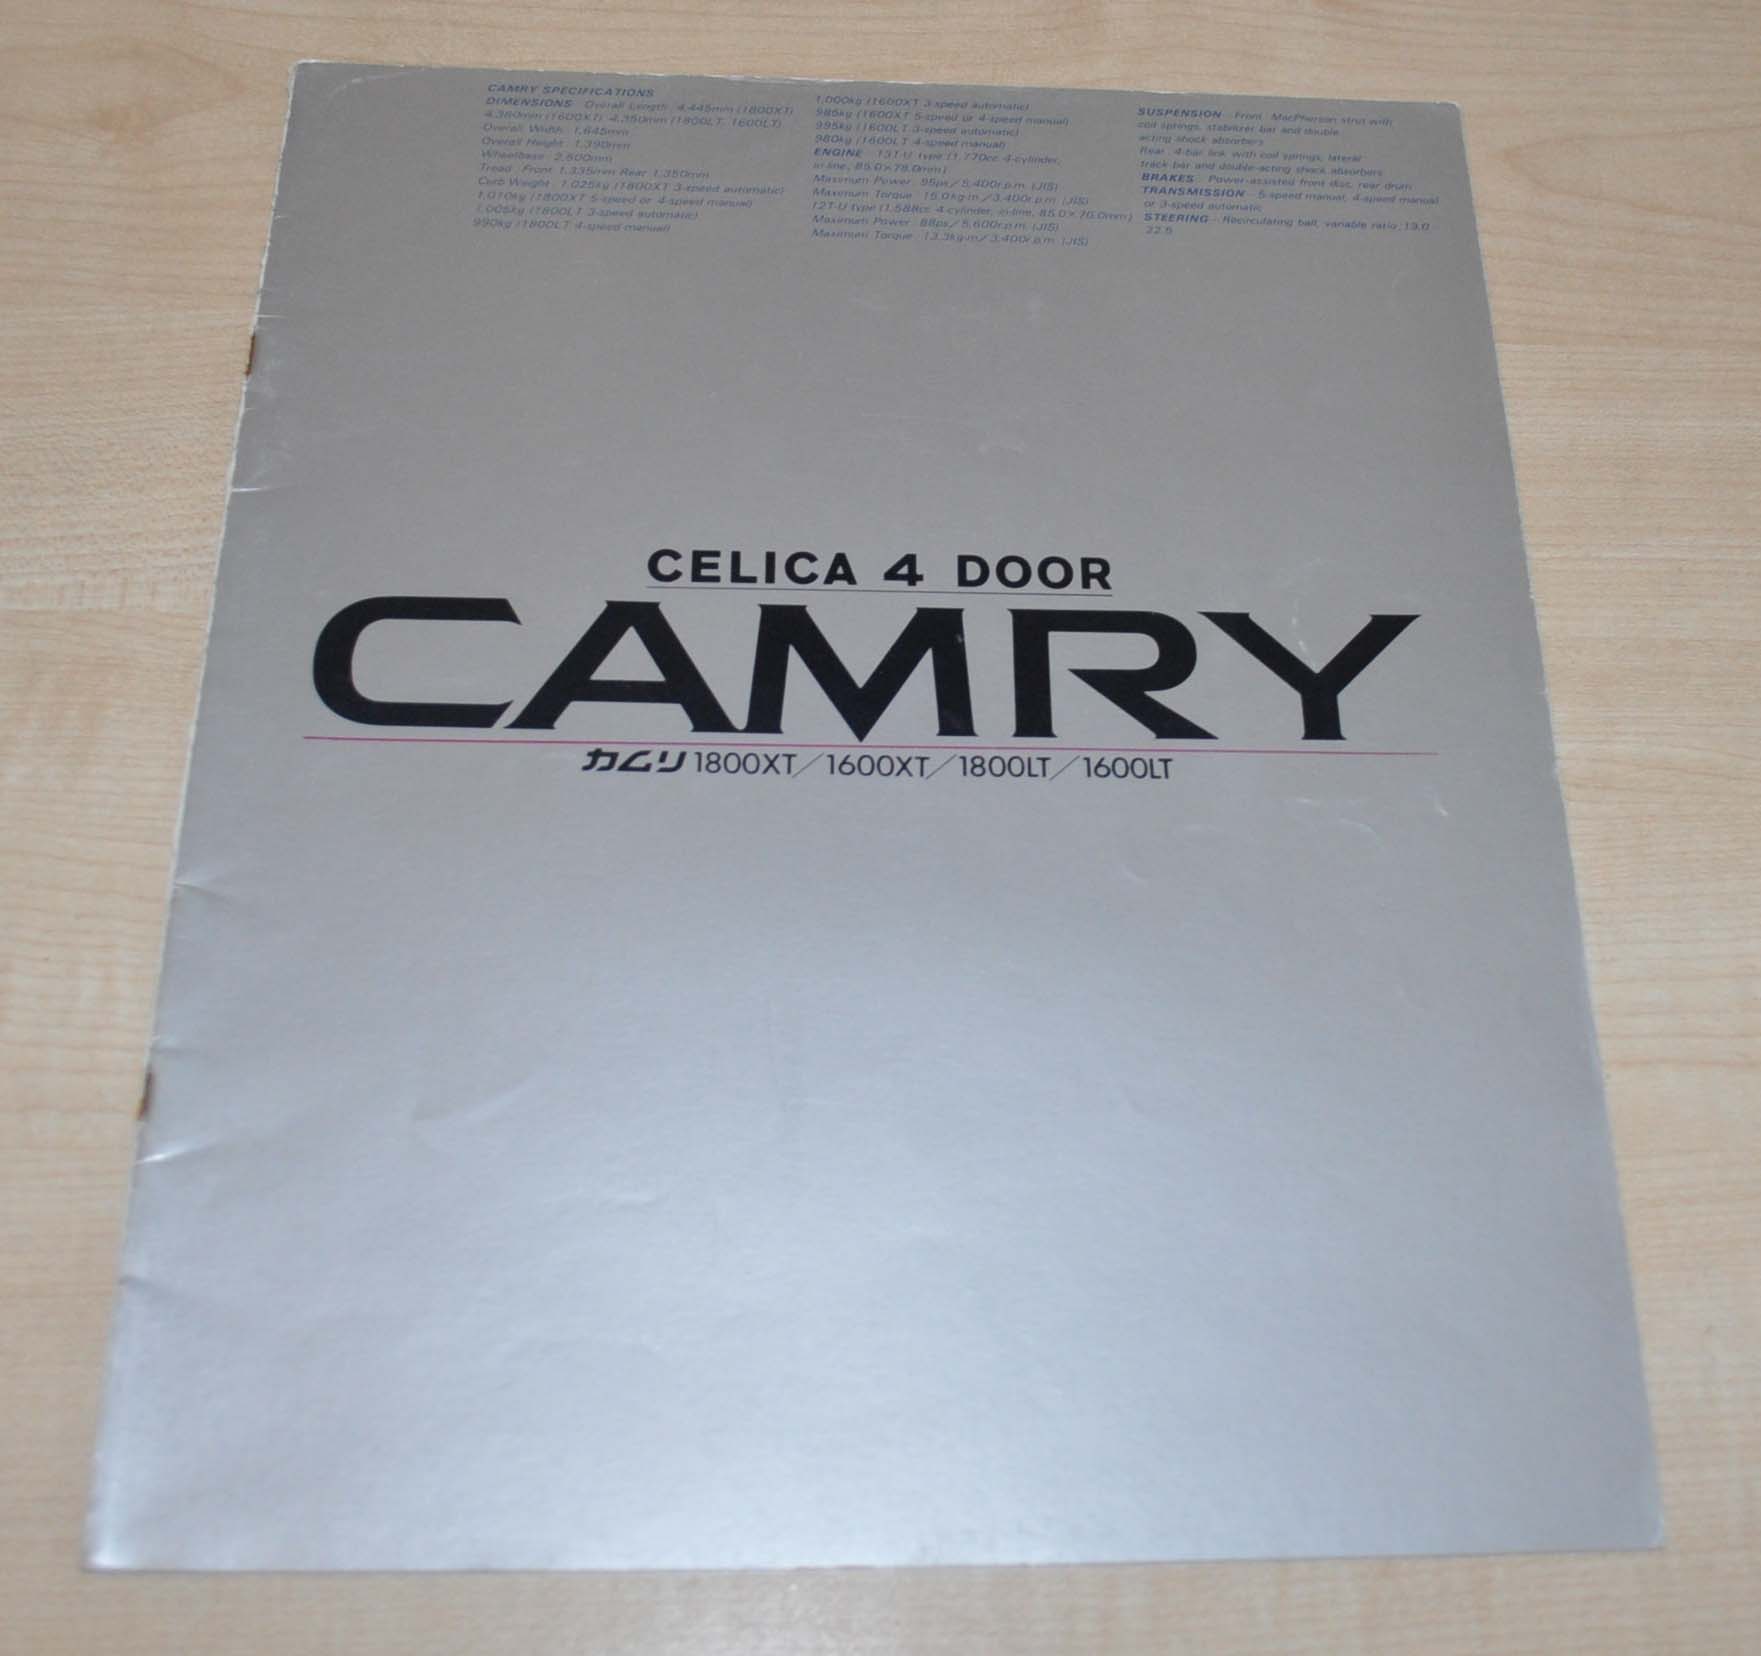 CAMRY SPECIFICATIONS
DIMENSIONS Overall Length : 4,445mm (1800XT)
4,360mm (1600XT) 4,350mm (1800LT, 1600LT)
Overall Width : 1,645mm
Overall Height : 1,390mm
Wheelbase : 2,500mm
Tread : Front 1,335mm Rear 1,350mm
Curb Weight : 1,025kg (1800XT 3-speed automatic)
1,010kg (1800XT 5-speed or 4-speed manual)
1,005kg (1800LT 3-speed automatic)
990kg (1800LT 4-speed manual)
1,000kg (1600XT 3-speed automatic)
985kg (1600XT 5-speed or 4-speed manual)
995kg (1600LT 3-speed automatic)
980kg (1600LT 4-speed manual)
ENGINE 13T-U type (1,770cc 4-cylinder,
in-line, 85.0×78.0mm)
Maximum Power : 95ps/5,400r.p.m. (JIS)
Maximum Torque : 15.0kg-m/3,400r.p.m. (JIS)
12T-U type (1,588cc 4-cylinder, in-line, 85.0×70.0mm)
Maximum Power : 88ps/5,600r.p.m. (JIS)
Maximum Torque : 13.3kg-m/3,400r.p.m. (JIS)
SUSPENSION Front : MacPherson strut with
coil springs, stabilizer bar and double-
acting shock absorbers
Rear : 4-bar link with coil springs, lateral
track bar and double-acting shock absorbers
BRAKES Power-assisted front disc, rear drum
TRANSMISSION 5-speed manual, 4-speed manual
or 3-speed automatic
STEERING Recirculating ball, variable ratio, 19.0-
22.5
CELICA 4 DOOR
CAMRY
カムリ 1800XT/1600XT/1800LT/1600LT